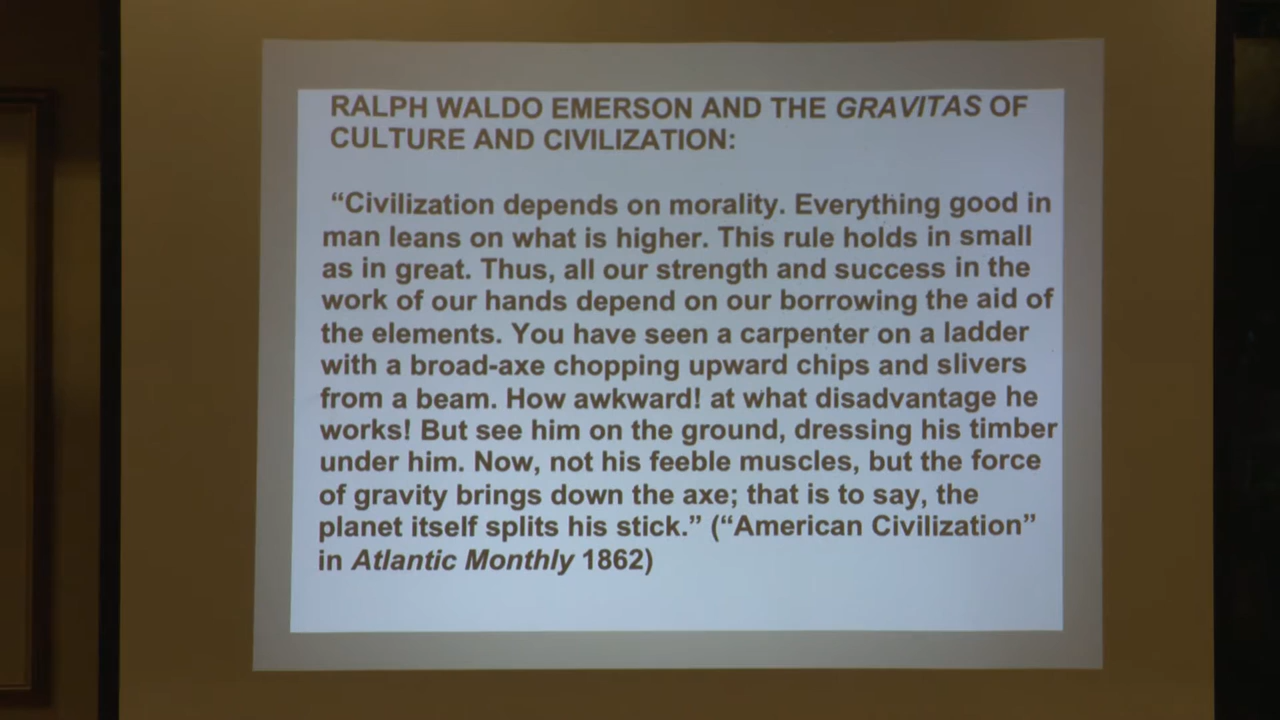 RALPH WALDO EMERSON AND THE GRAVITAS OF
CULTURE AND CIVILIZATION:
“Civilization depends on morality. Everything good in
man leans on what is higher. This rule holds in small
as in great. Thus, all our strength and success in the
work of our hands depend on our borrowing the aid of
the elements. You have seen a carpenter on a ladder
with a broad-axe chopping upward chips and slivers
from a beam. How awkward! at what disadvantage he
works! But see him on the ground, dressing his timber
under him. Now, not his feeble muscles, but the force
of gravity brings down the axe; that is to say, the
planet itself splits his stick.” (“American Civilization”
in Atlantic Monthly 1862)